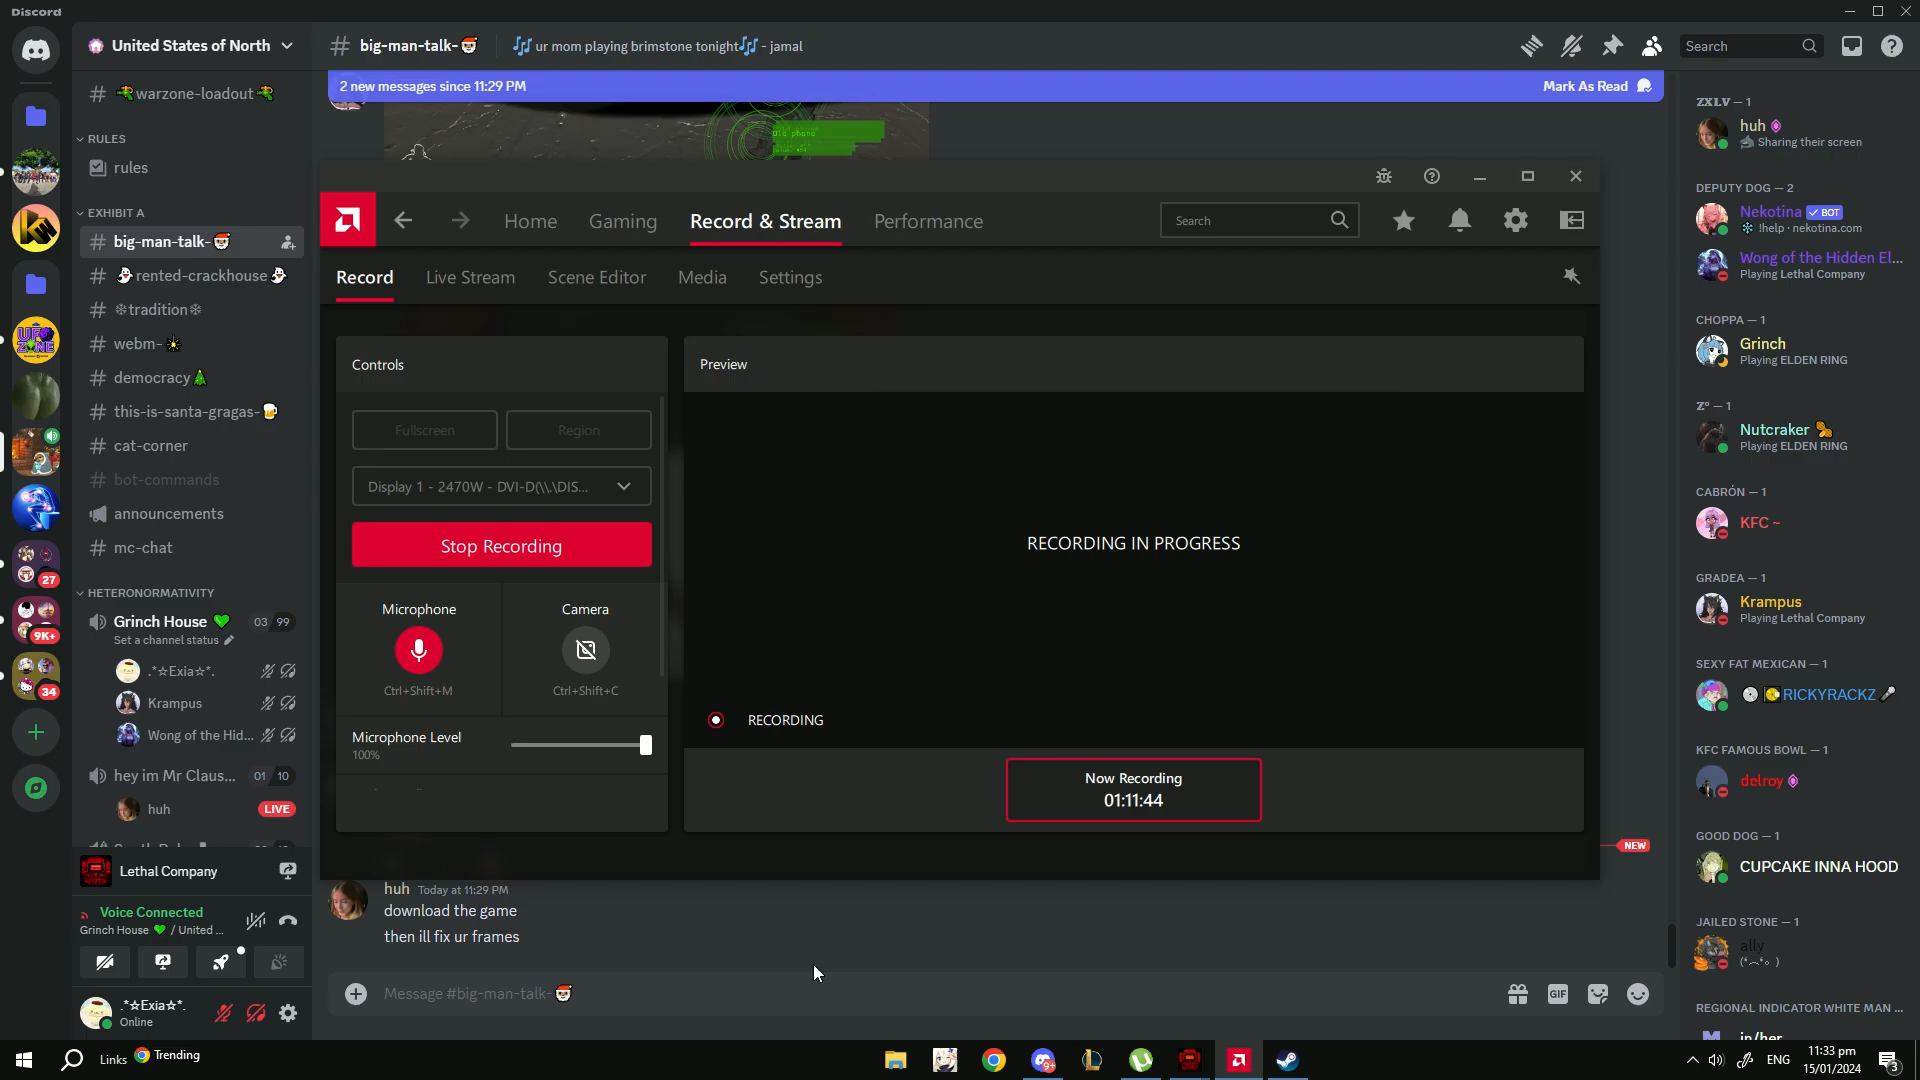 Discord
United States of North
big-man-talk-
ur mom playing brimstone tonight - jamal
Search
2 new messages since 11:29 PM
Mark As Read
warzone-loadout
RULES
rules
EXHIBIT A
big-man-talk-
rented-crackhouse
tradition
webm-
democracy
this-is-santa-gragas-
cat-corner
bot-commands
announcements
mc-chat
HETERONORMATIVITY
Grinch House
03 99
Set a channel status
.*☆Exia☆*.
Krampus
Wong of the Hid...
hey im Mr Claus...
01 10
huh
LIVE
Lethal Company
Voice Connected
Grinch House / United ...
.*☆Exia☆*.
Online
27
9K+
34
Old phone
Home
Gaming
Record & Stream
Performance
Search
Record
Live Stream
Scene Editor
Media
Settings
Controls
Fullscreen
Region
Display 1 - 2470W - DVI-D(\\.\DIS...
Stop Recording
Microphone
Camera
Ctrl+Shift+M
Ctrl+Shift+C
Microphone Level
100%
Preview
RECORDING IN PROGRESS
RECORDING
Now Recording
01:11:44
NEW
huh Today at 11:29 PM
download the game
then ill fix ur frames
Message #big-man-talk-
GIF
ZXLV — 1
huh
Sharing their screen
DEPUTY DOG — 2
Nekotina ✓ BOT
!help · nekotina.com
Wong of the Hidden El...
Playing Lethal Company
CHOPPA — 1
Grinch
Playing ELDEN RING
Z° — 1
Nutcraker
Playing ELDEN RING
CABRÓN — 1
KFC ~
GRADEA — 1
Krampus
Playing Lethal Company
SEXY FAT MEXICAN — 1
RICKYRACKZ
KFC FAMOUS BOWL — 1
delroy
GOOD DOG — 1
CUPCAKE INNA HOOD
JAILED STONE — 1
ally
REGIONAL INDICATOR WHITE MAN ...
in/her
Links
Trending
9+
ENG
11:33 pm
15/01/2024
3